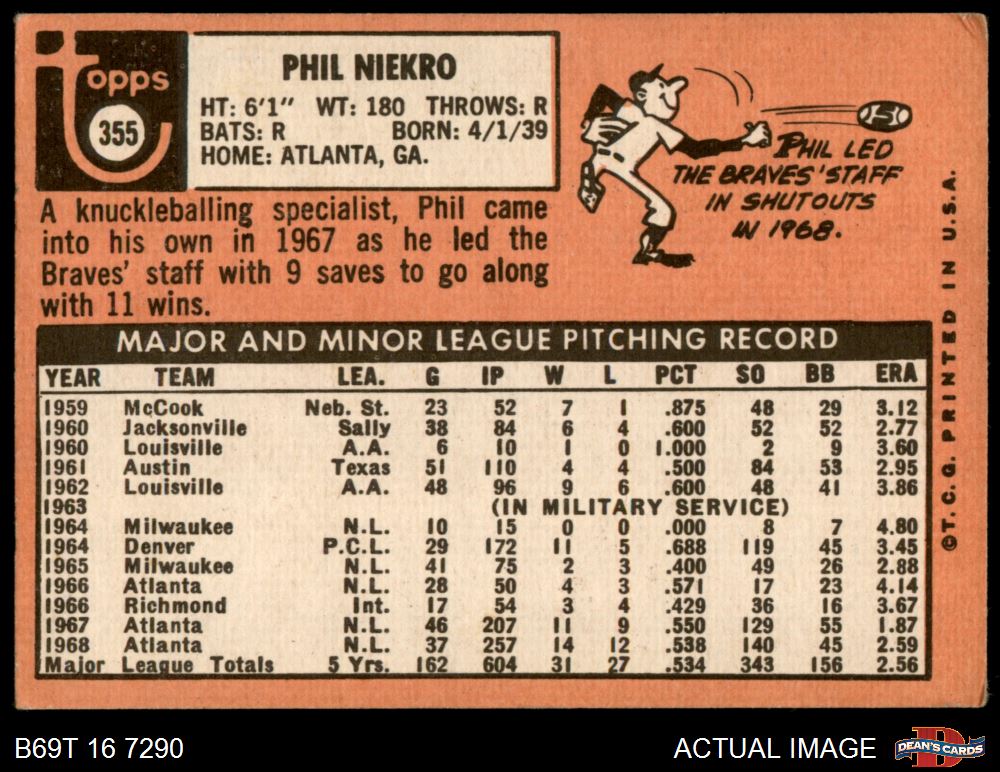 Topps
355
PHIL NIEKRO
HT: 6'1" WT: 180 THROWS: R
BATS: R BORN: 4/1/39
HOME: ATLANTA, GA.
PHIL LED
THE BRAVES' STAFF
IN SHUTOUTS
IN 1968.
A knuckleballing specialist, Phil came
into his own in 1967 as he led the
Braves' staff with 9 saves to go along
with 11 wins.
MAJOR AND MINOR LEAGUE PITCHING RECORD
YEAR TEAM LEA. G IP W L PCT SO BB ERA
1959 McCook Neb. St. 23 52 7 1 .875 48 29 3.12
1960 Jacksonville Sally 38 84 6 4 .600 52 52 2.77
1960 Louisville A.A. 6 10 1 0 1.000 2 9 3.60
1961 Austin Texas 51 110 4 4 .500 84 53 2.95
1962 Louisville A.A. 48 96 9 6 .600 48 41 3.86
1963 (IN MILITARY SERVICE)
1964 Milwaukee N.L. 10 15 0 0 .000 8 7 4.80
1964 Denver P.C.L. 29 172 11 5 .688 119 45 3.45
1965 Milwaukee N.L. 41 75 2 3 .400 49 26 2.88
1966 Atlanta N.L. 28 50 4 3 .571 17 23 4.14
1966 Richmond Int. 17 54 3 4 .429 36 16 3.67
1967 Atlanta N.L. 46 207 11 9 .550 129 55 1.87
1968 Atlanta N.L. 37 257 14 12 .538 140 45 2.59
Major League Totals 5 Yrs. 162 604 31 27 .534 343 156 2.56
©T. C. G. PRINTED IN U.S.A.
B69T 16 7290
ACTUAL IMAGE
D
DEAN'S CARDS